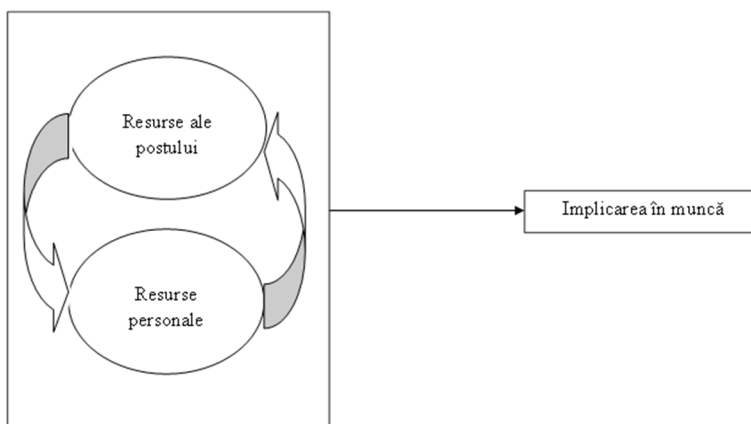 Resurse ale
postului
Implicarea în muncă
Resurse
personale